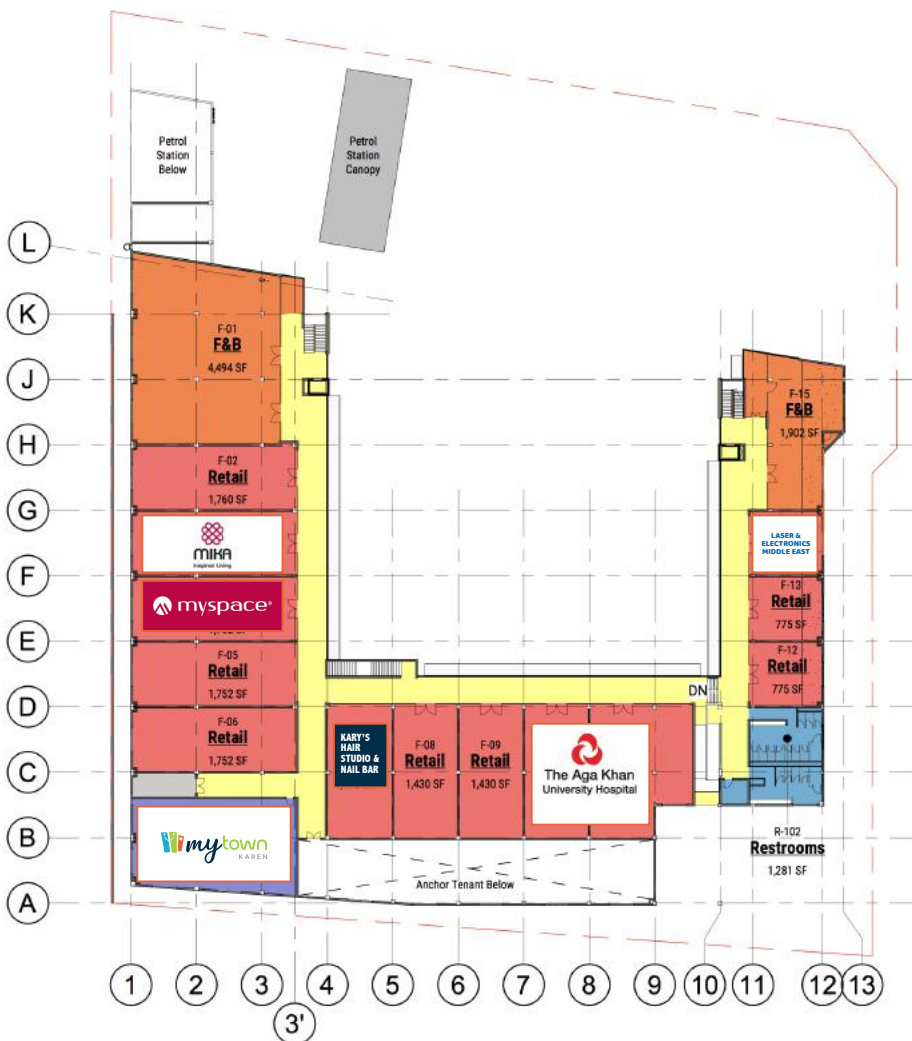 Petrol
Station
Below
Petrol
Station
Canopy
L
K
J
H
G
F
E
D
C
B
A
F-01
F&B
4,494 SF
F-02
Retail
1,760 SF
MIKA
Inspired Living
myspace®
F-05
Retail
1,752 SF
F-06
Retail
1,752 SF
mytown
KAREN
KARY'S
HAIR
STUDIO &
NAIL BAR
F-08
Retail
1,430 SF
F-09
Retail
1,430 SF
The Aga Khan
University Hospital
Anchor Tenant Below
DN
F-15
F&B
1,902 SF
LASER &
ELECTRONICS
MIDDLE EAST
F-13
Retail
775 SF
F-12
Retail
775 SF
R-102
Restrooms
1,281 SF
1 2 3 3' 4 5 6 7 8 9 10 11 12 13